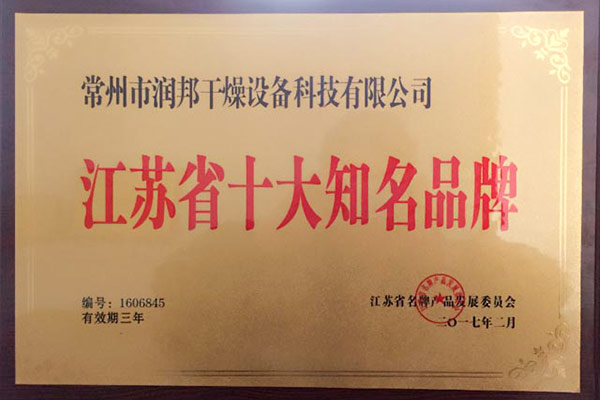 常州市润邦干燥设备科技有限公司
江苏省十大知名品牌
编号：1606845
有效期三年
江苏省名牌产品发展委员会
二〇一七年二月